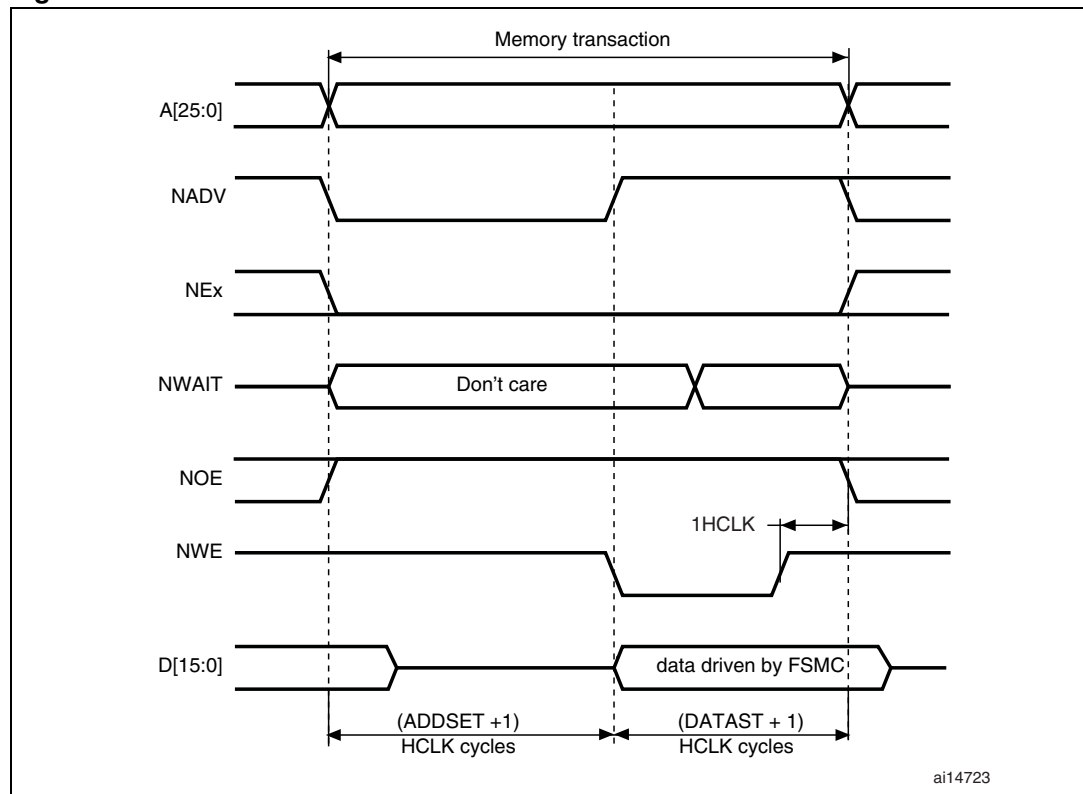 Memory transaction
A[25:0]
NADV
NEx
NWAIT
Don't care
NOE
1HCLK
NWE
D[15:0]
data driven by FSMC
(ADDSET +1)
HCLK cycles
(DATAST + 1)
HCLK cycles
ai14723